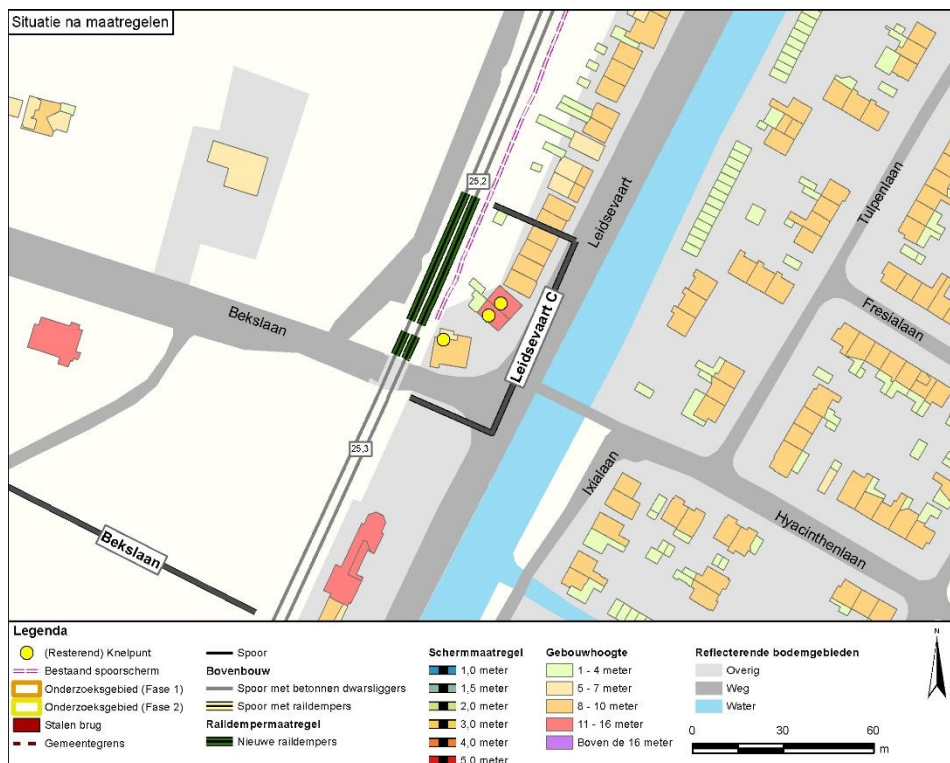 Situatie na maatregelen
25,2
Leidsevaart
Tulpenlaan
Bekslaan
Fresialaan
Leidsevaart C
25,3
Ixialaan
Hyacinthenlaan
Bekslaan
Legenda
(Resterend) Knelpunt
Bestaand spoorscherm
Onderzoeksgebied (Fase 1)
Onderzoeksgebied (Fase 2)
Stalen brug
Gemeentegrens
Spoor
Bovenbouw
Spoor met betonnen dwarsliggers
Spoor met raildempers
Raildempermaatregel
Nieuwe raildempers
Schermmaatregel
1,0 meter
1,5 meter
2,0 meter
3,0 meter
4,0 meter
5,0 meter
Gebouwhoogte
1 - 4 meter
5 - 7 meter
8 - 10 meter
11 - 16 meter
Boven de 16 meter
Reflecterende bodemgebieden
Overig
Weg
Water
N
0 30 60
m